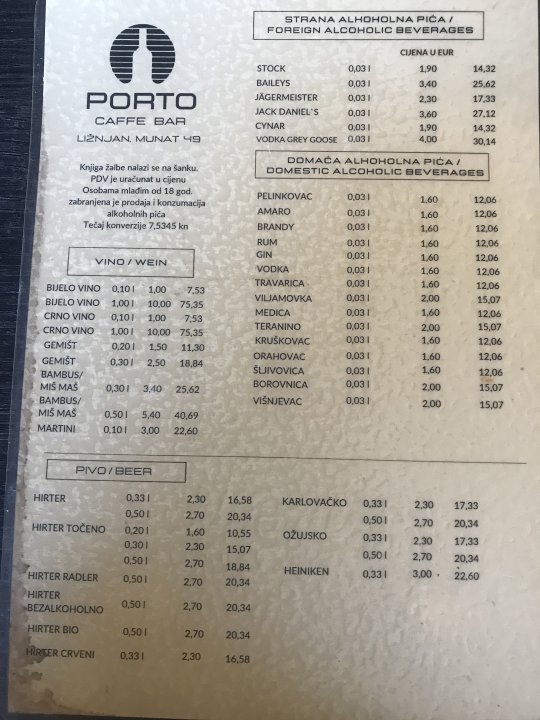 PORTO
CAFFE BAR
LIŽNJAN, MUNAT 49
Knjiga žalbe nalazi se na šanku.
PDV je uračunat u cijenu
Osobama mlađim od 18 god.
zabranjena je prodaja i konzumacija
alkoholnih pića
Tečaj konverzije 7,5345 kn
VINO / WEIN
BIJELO VINO 0,10 l 1,00 7,53
BIJELO VINO 1,00 l 10,00 75,35
CRNO VINO 0,10 l 1,00 7,53
CRNO VINO 1,00 l 10,00 75,35
GEMIŠT 0,20 l 1,50 11,30
GEMIŠT 0,30 l 2,50 18,84
BAMBUS/
MIŠ MAŠ 0,30 l 3,40 25,62
BAMBUS/
MIŠ MAŠ 0,50 l 5,40 40,69
MARTINI 0,10 l 3,00 22,60
STRANA ALHOHOLNA PIĆA /
FOREIGN ALCOHOLIC BEVERAGES
CIJENA U EUR
STOCK 0,03 l 1,90 14,32
BAILEYS 0,03 l 3,40 25,62
JÄGERMEISTER 0,03 l 2,30 17,33
JACK DANIEL`S 0,03 l 3,60 27,12
CYNAR 0,03 l 1,90 14,32
VODKA GREY GOOSE 0,03 l 4,00 30,14
DOMAĆA ALHOHOLNA PIĆA /
DOMESTIC ALCOHOLIC BEVERAGES
PELINKOVAC 0,03 l 1,60 12,06
AMARO 0,03 l 1,60 12,06
BRANDY 0,03 l 1,60 12,06
RUM 0,03 l 1,60 12,06
GIN 0,03 l 1,60 12,06
VODKA 0,03 l 1,60 12,06
TRAVARICA 0,03 l 1,60 12,06
VILJAMOVKA 0,03 l 2,00 15,07
MEDICA 0,03 l 1,60 12,06
TERANINO 0,03 l 2,00 15,07
KRUŠKOVAC 0,03 l 1,60 12,06
ORAHOVAC 0,03 l 1,60 12,06
ŠLJIVOVICA 0,03 l 1,60 12,06
BOROVNICA 0,03 l 2,00 15,07
VIŠNJEVAC 0,03 l 2,00 15,07
PIVO/BEER
HIRTER 0,33 l 2,30 16,58
0,50 l 2,70 20,34
HIRTER TOČENO 0,20 l 1,60 10,55
0,30 l 2,30 15,07
0,50 l 2,70 18,84
HIRTER RADLER 0,50 l 2,70 20,34
HIRTER
BEZALKOHOLNO 0,50 l 2,70 20,34
HIRTER BIO 0,50 l 2,70 20,34
HIRTER CRVENI 0,33 l 2,30 16,58
KARLOVAČKO 0,33 l 2,30 17,33
0,50 l 2,70 20,34
OŽUJSKO 0,33 l 2,30 17,33
0,50 l 2,70 20,34
HEINIKEN 0,33 l 3,00 22,60